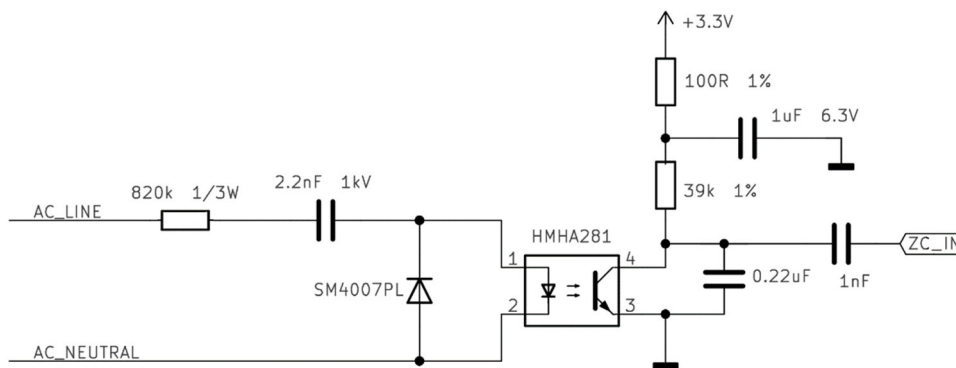 +3.3V
100R 1%
1uF 6.3V
39k 1%
820k 1/3W
2.2nF 1kV
AC_LINE
HMHA281
ZC_IN
1
4
SM4007PL
0.22uF
1nF
2
3
AC_NEUTRAL